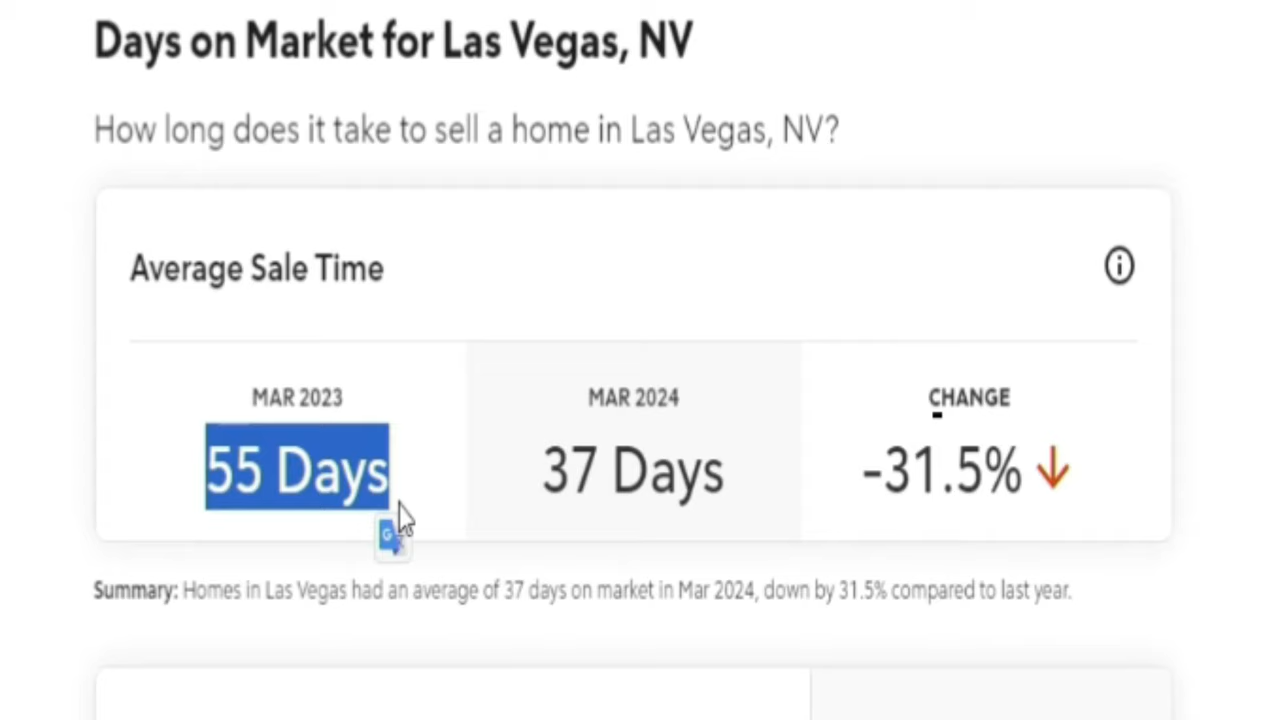 Days on Market for Las Vegas, NV
How long does it take to sell a home in Las Vegas, NV?
Average Sale Time
MAR 2023 MAR 2024 CHANGE
55 Days 37 Days -31.5%
Summary: Homes in Las Vegas had an average of 37 days on market in Mar 2024, down by 31.5% compared to last year.